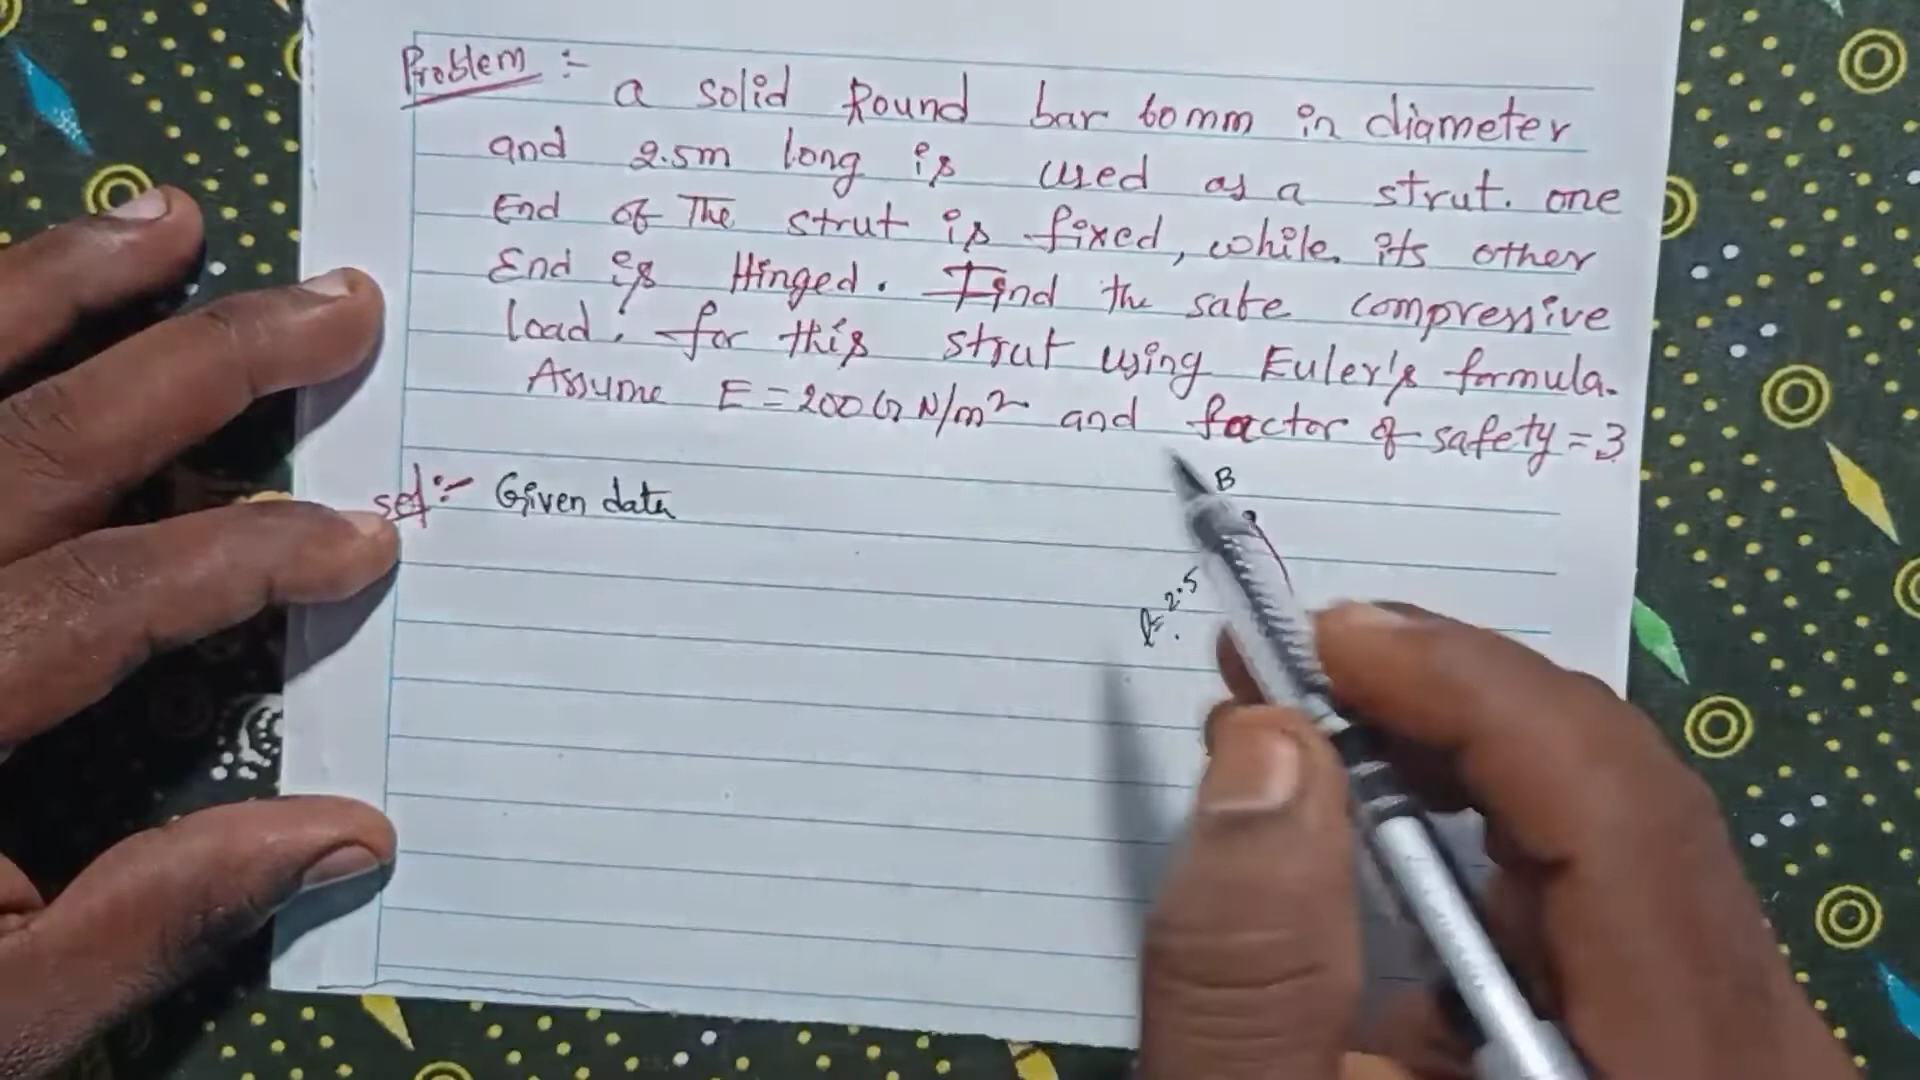 Problem :-
a solid Round bar 60mm in diameter
and 2.5m long is used as a strut. one
End of The strut is fixed, while its other
End is Hinged. Find the safe compressive
load. for this strut using Euler's formula.
Assume E = 200 G N/m² and factor of safety = 3
sol :- Given data
B
l = 2.5